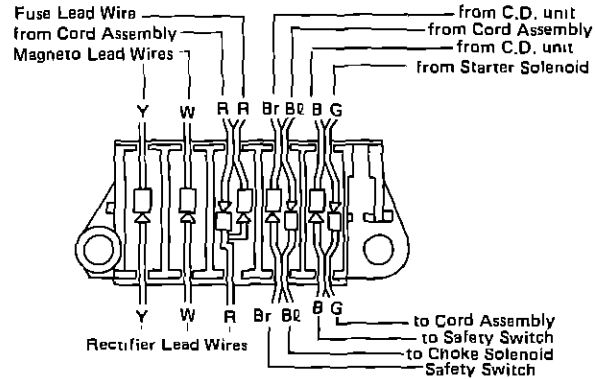 Fuse Lead Wire
from C.D. unit
from Cord Assembly
from Cord Assembly
Magneto Lead Wires
from C.D. unit
from Starter Solenoid
Y W R R Br Bl B G
Y W R Br Bl B G
Rectifier Lead Wires
to Cord Assembly
to Safety Switch
to Choke Solenoid
Safety Switch